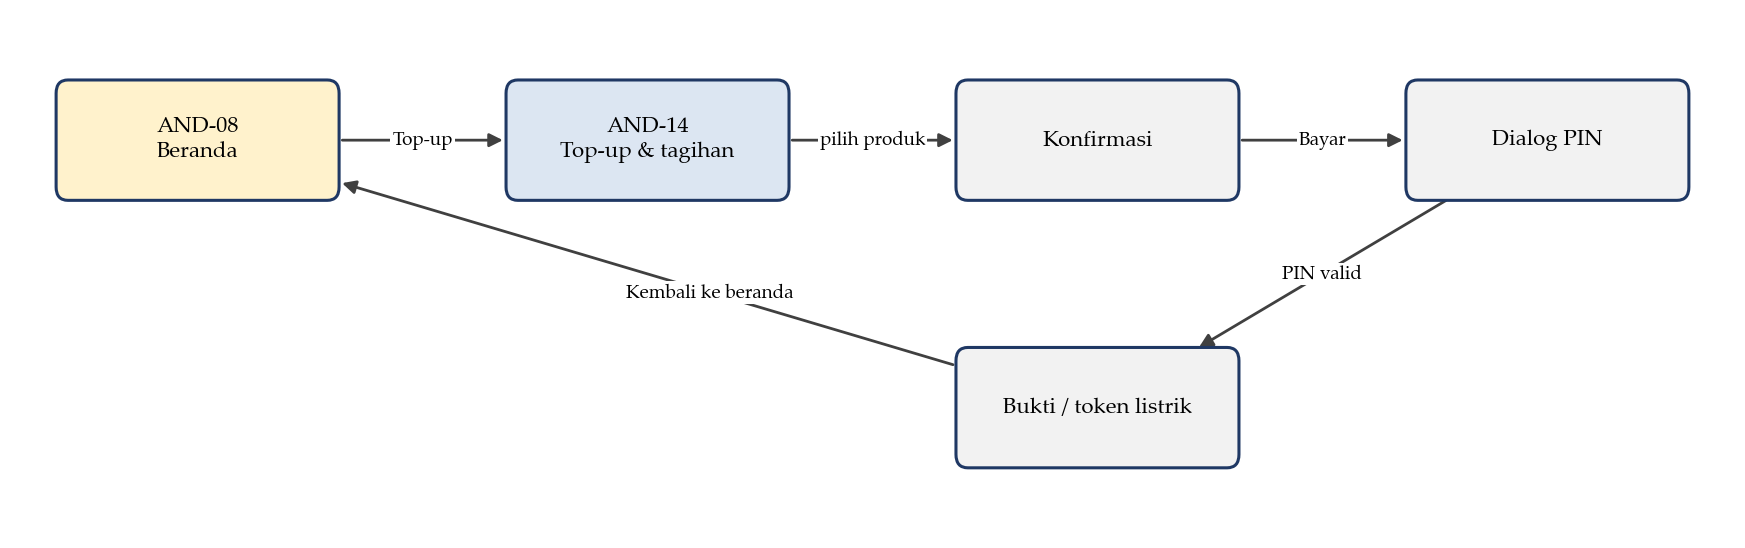 AND-08
Beranda
Top-up
AND-14
Top-up & tagihan
pilih produk
Konfirmasi
Bayar
Dialog PIN
PIN valid
Kembali ke beranda
Bukti / token listrik